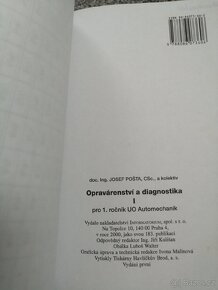 doc. Ing. JOSEF POŠTA, CSc., a kolektiv
Opravárenství a diagnostika
I
pro 1. ročník UO Automechanik
Vydalo nakladatelství INFORMATORIUM, spol. s r. o.
Na Topolce 10, 140 00 Praha 4,
v roce 2000, jako svou 183. publikaci
Odpovědný redaktor Ing. Jiří Kulišan
Obálka Luboš Walter
Grafická úprava a technická redakce Ivona Malinová
Vytiskly Tiskárny Havlíčkův Brod, a. s.
Vydání první